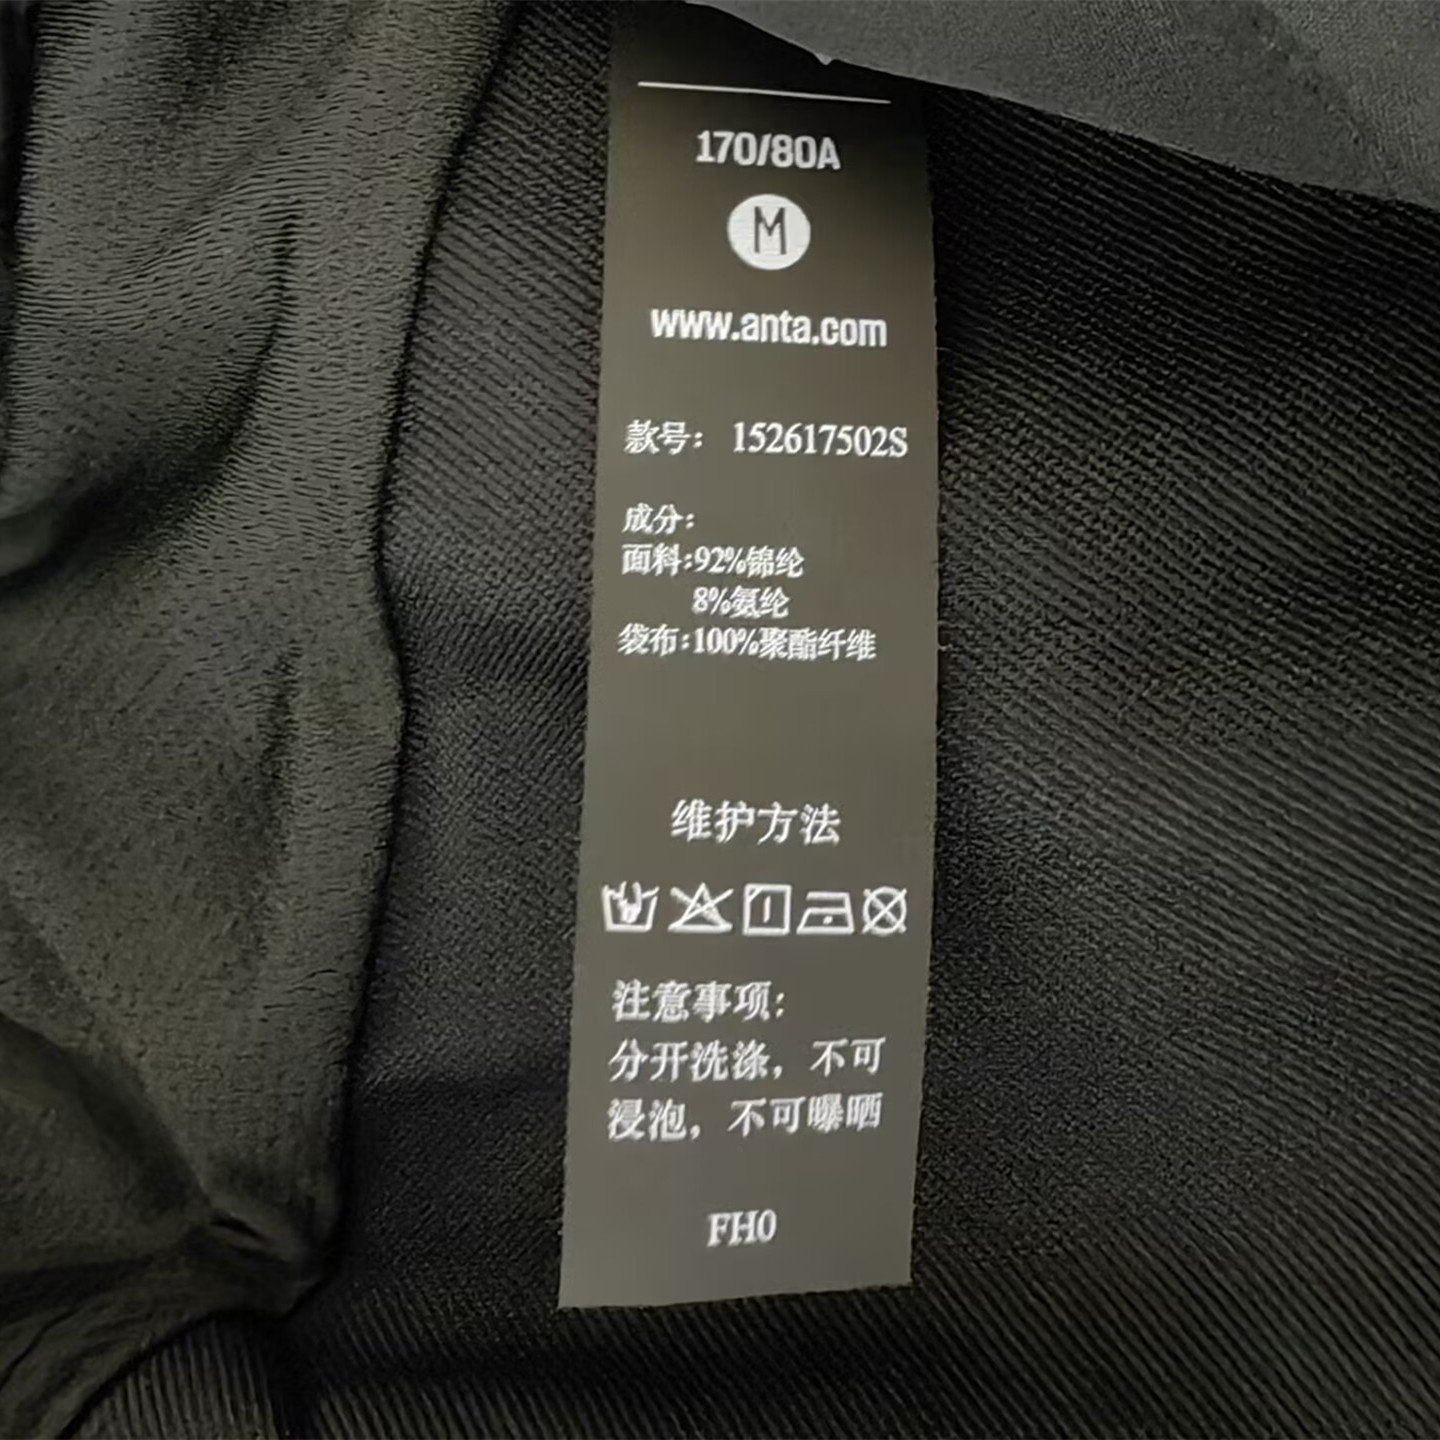 170/80A
M
www.anta.com
款号： 152617502S
成分:
面料:92%锦纶
8%氨纶
袋布:100%聚酯纤维
维护方法
注意事项:
分开洗涤，不可
浸泡，不可曝晒
FH0